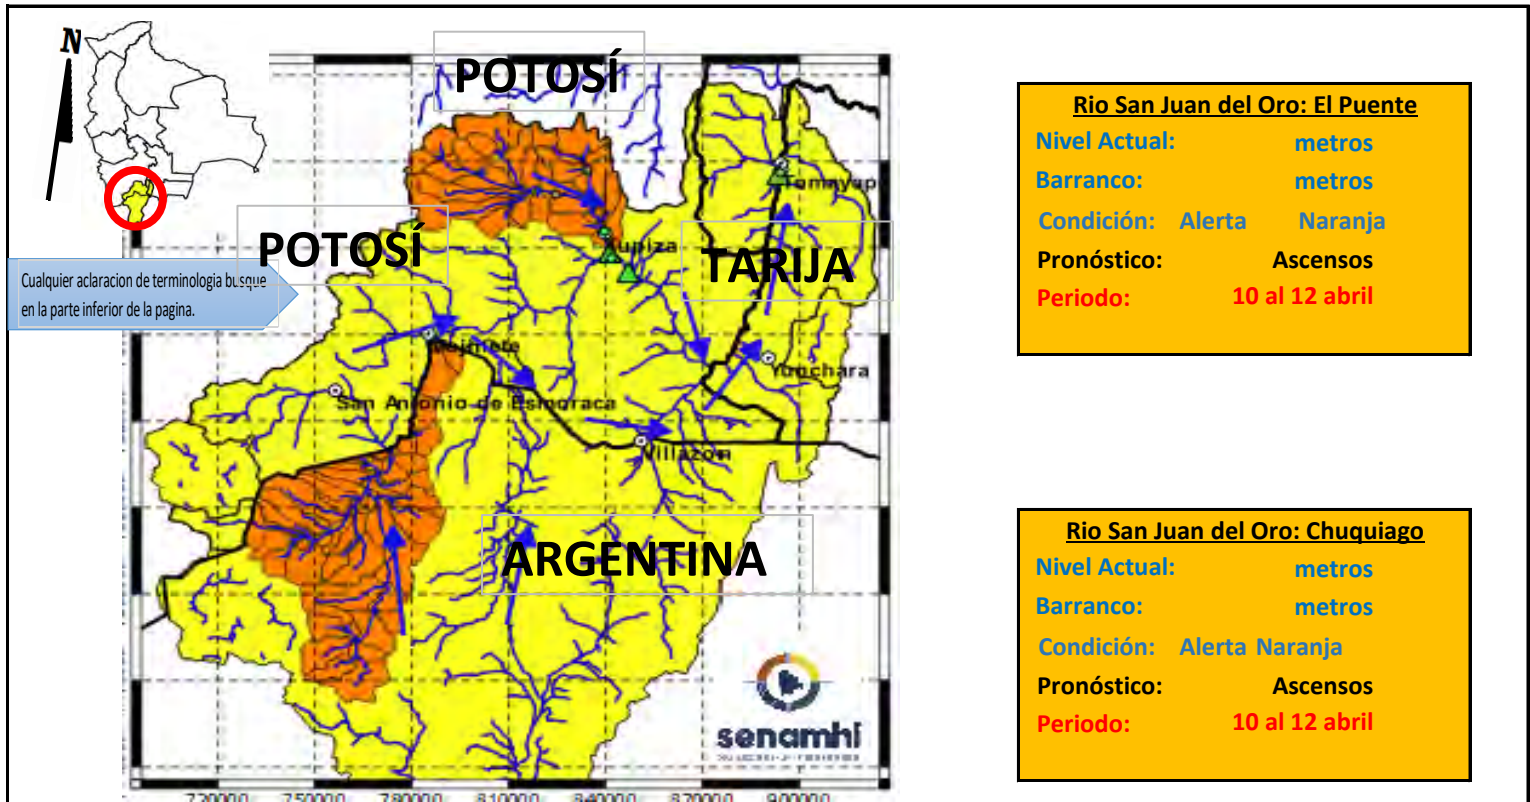 N
POTOSÍ
POTOSÍ
TARIJA
ARGENTINA
Cualquier aclaracion de terminologia busque
en la parte inferior de la pagina.
Tomayap
Yunchara
San Antonio de Esmoraca
Villazon
senamhi
770000 750000 780000 810000 840000 870000 900000
Rio San Juan del Oro: El Puente
Nivel Actual: metros
Barranco: metros
Condición: Alerta Naranja
Pronóstico: Ascensos
Periodo: 10 al 12 abril
Rio San Juan del Oro: Chuquiago
Nivel Actual: metros
Barranco: metros
Condición: Alerta Naranja
Pronóstico: Ascensos
Periodo: 10 al 12 abril